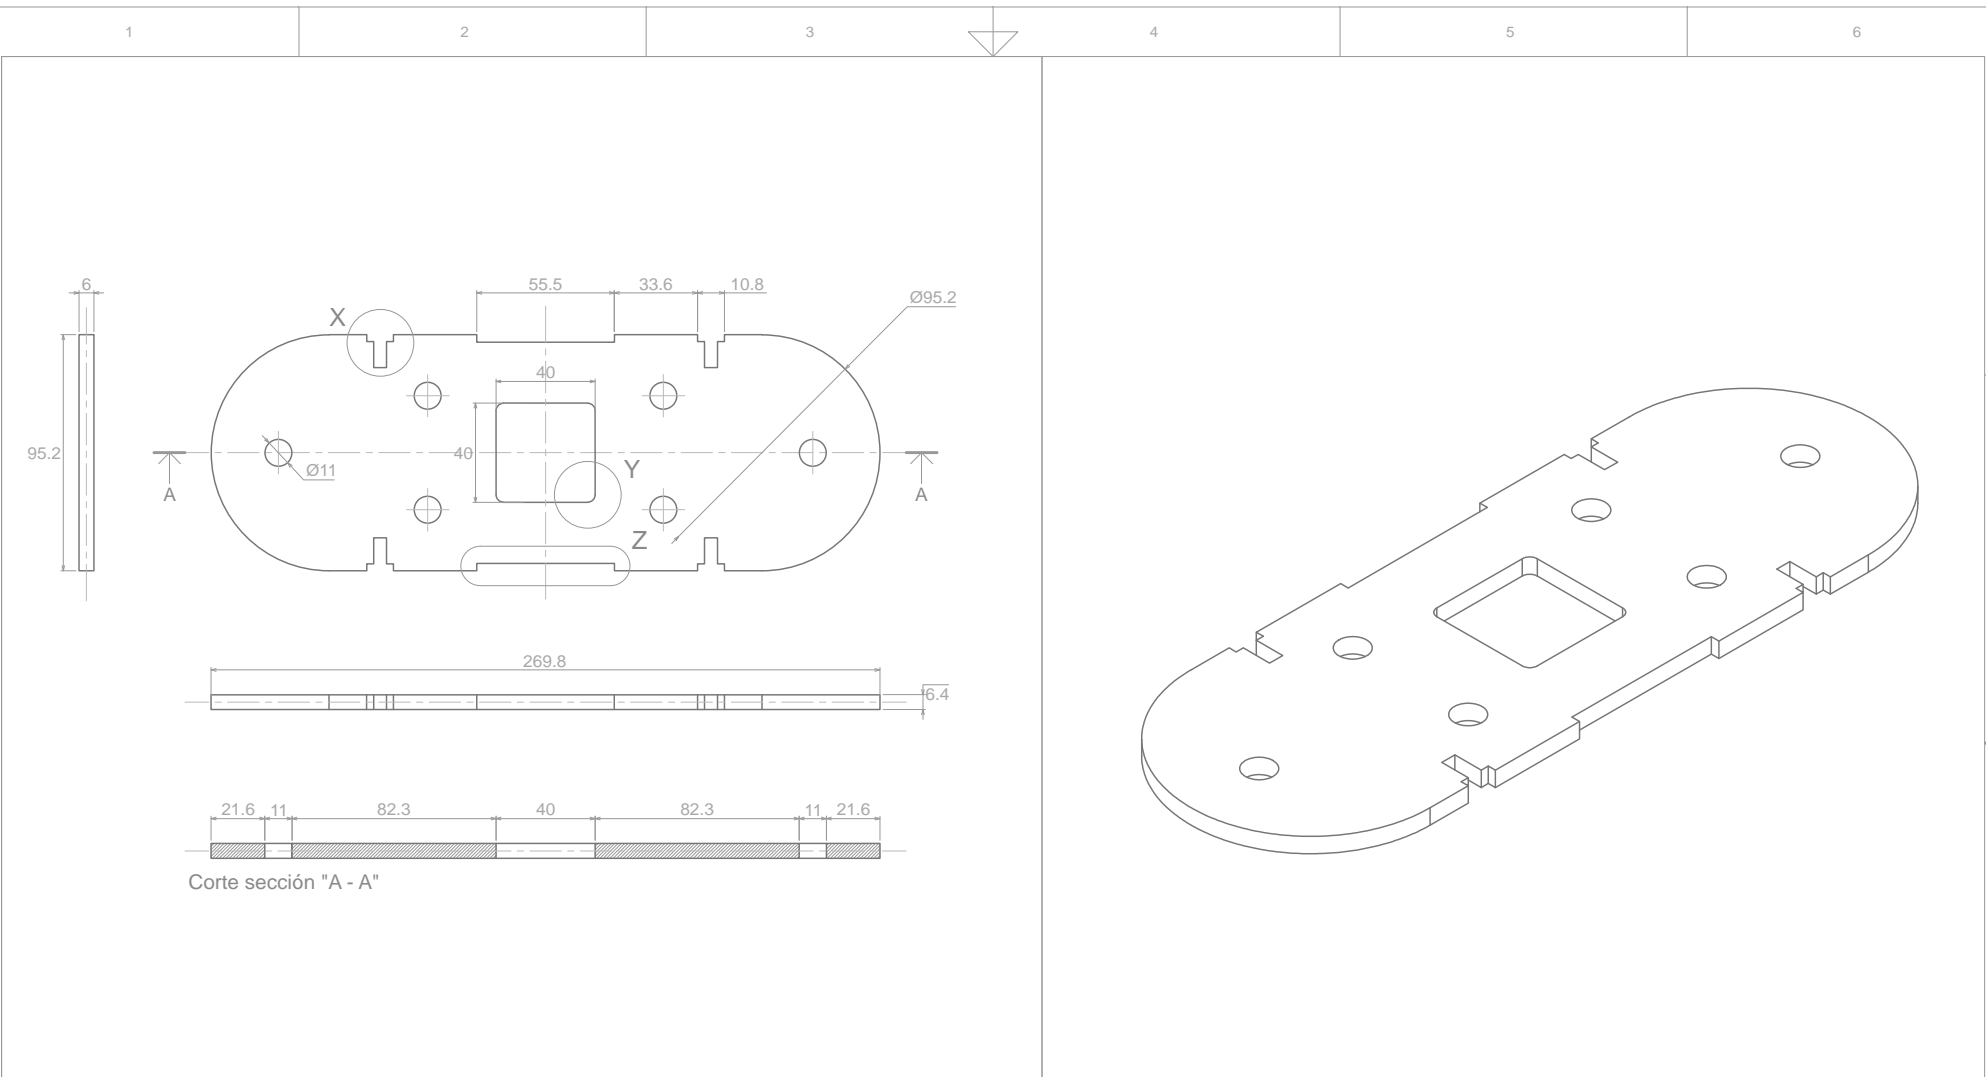 1 2 3 4 5 6
6 55.5 33.6 10.8
Ø95.2
X
40
95.2 40
Ø11 Y
A A
Z
269.8
6.4
21.6 11 82.3 40 82.3 11 21.6
Corte sección "A - A"